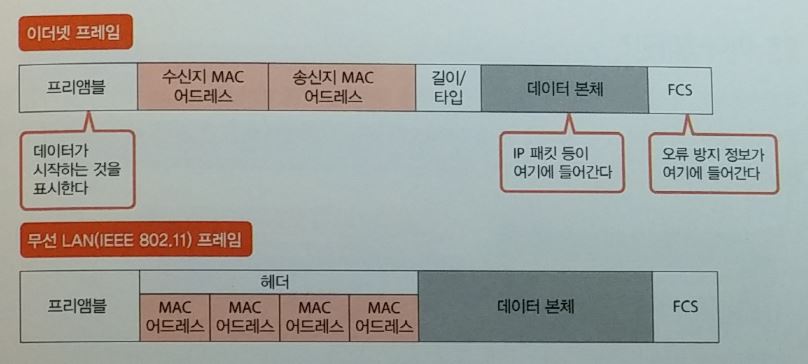 이더넷 프레임
프리앰블
수신지 MAC
어드레스
송신지 MAC
어드레스
길이/
타입
데이터 본체
FCS
데이터가
시작하는 것을
표시한다
IP 패킷 등이
여기에 들어간다
오류 방지 정보가
여기에 들어간다
무선 LAN(IEEE 802.11) 프레임
프리앰블
헤더
MAC
어드레스
MAC
어드레스
MAC
어드레스
MAC
어드레스
데이터 본체
FCS